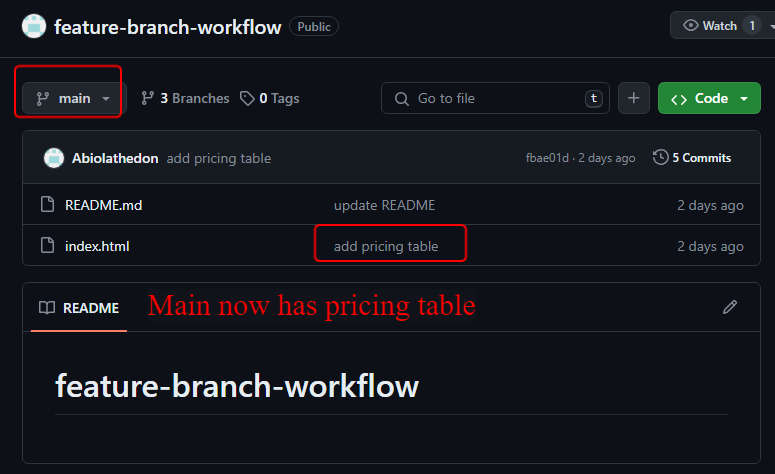 feature-branch-workflow Public Watch 1
main 3 Branches 0 Tags Go to file t Code
Abiolathedon add pricing table fbae01d · 2 days ago 5 Commits
README.md update README 2 days ago
index.html add pricing table 2 days ago
README Main now has pricing table
feature-branch-workflow